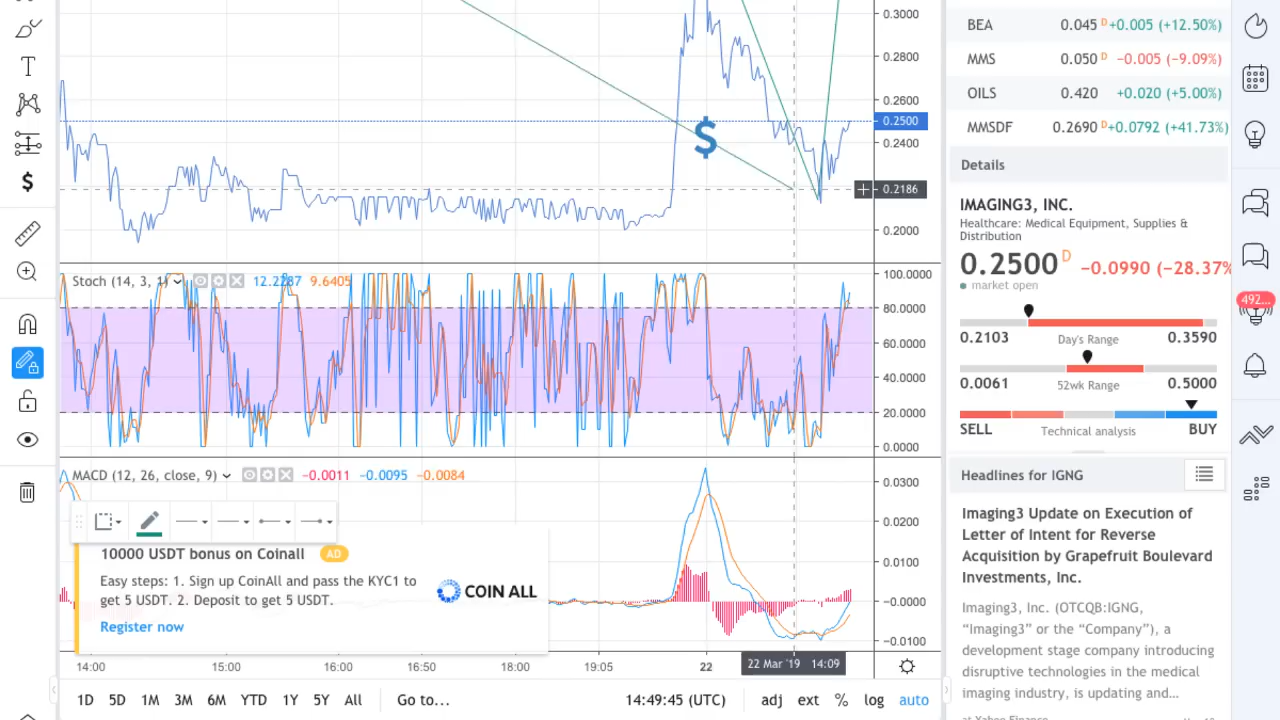 0.3000
0.2800
0.2600
0.2500
0.2400
0.2186
0.2000
$
T
$
Stoch (14, 3, 1) 12.2287 9.6405
100.0000
80.0000
60.0000
40.0000
20.0000
0.0000
MACD (12, 26, close, 9) −0.0011 −0.0095 −0.0084
0.0300
0.0200
0.0100
−0.0000
−0.0100
10000 USDT bonus on Coinall AD
Easy steps: 1. Sign up CoinAll and pass the KYC1 to
get 5 USDT. 2. Deposit to get 5 USDT.
Register now
COIN ALL
14:00 15:00 16:00 16:50 18:00 19:05 22 22 Mar '19 14:09
1D 5D 1M 3M 6M YTD 1Y 5Y All Go to... 14:49:45 (UTC) adj ext % log auto
BEA 0.045 D +0.005 (+12.50%)
MMS 0.050 D −0.005 (−9.09%)
OILS 0.420 +0.020 (+5.00%)
MMSDF 0.2690 D +0.0792 (+41.73%)
Details
IMAGING3, INC.
Healthcare: Medical Equipment, Supplies &
Distribution
0.2500 D −0.0990 (−28.37%
market open
0.2103 Day's Range 0.3590
0.0061 52wk Range 0.5000
SELL Technical analysis BUY
Headlines for IGNG
Imaging3 Update on Execution of
Letter of Intent for Reverse
Acquisition by Grapefruit Boulevard
Investments, Inc.
Imaging3, Inc. (OTCQB:IGNG,
“Imaging3” or the “Company”), a
development stage company introducing
disruptive technologies in the medical
imaging industry, is updating and...
at Yahoo Finance
492...